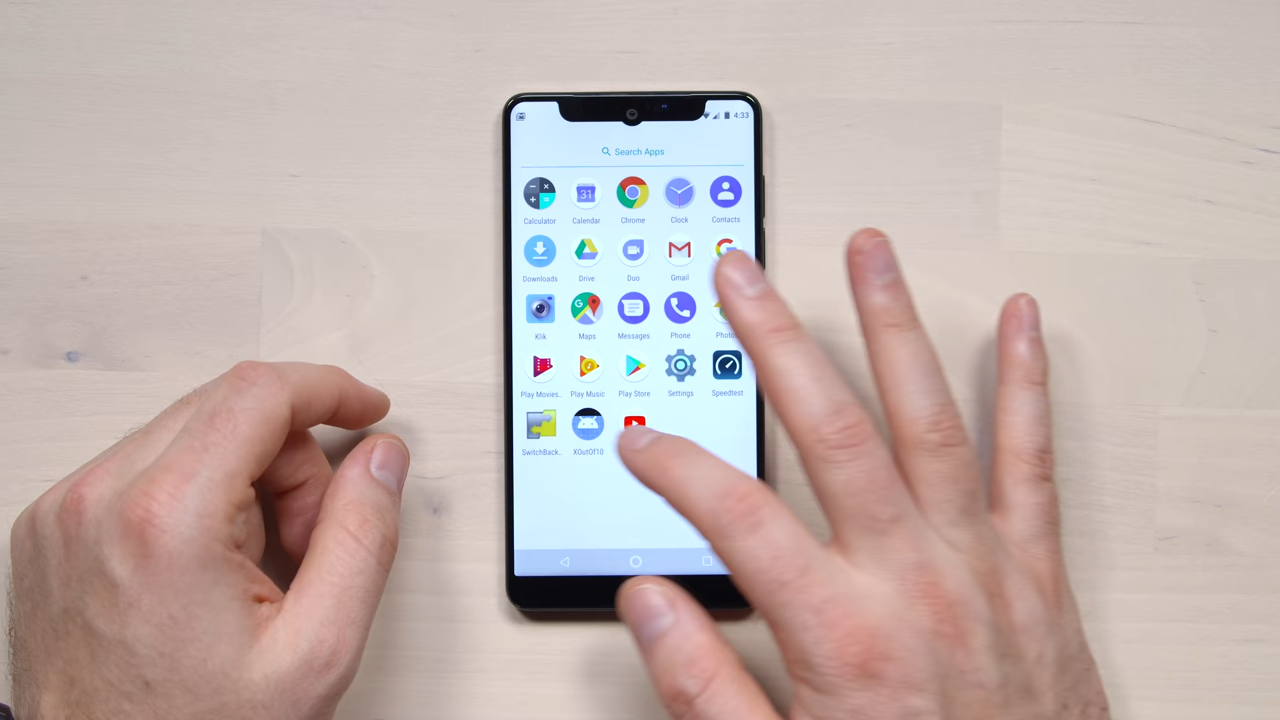 4:33
Search Apps
31
Calculator Calendar Chrome Clock Contacts
G
Downloads Drive Duo Gmail
G
Klik Maps Messages Phone Photos
Play Movies.. Play Music Play Store Settings Speedtest
SwitchBack.. XOutOf10